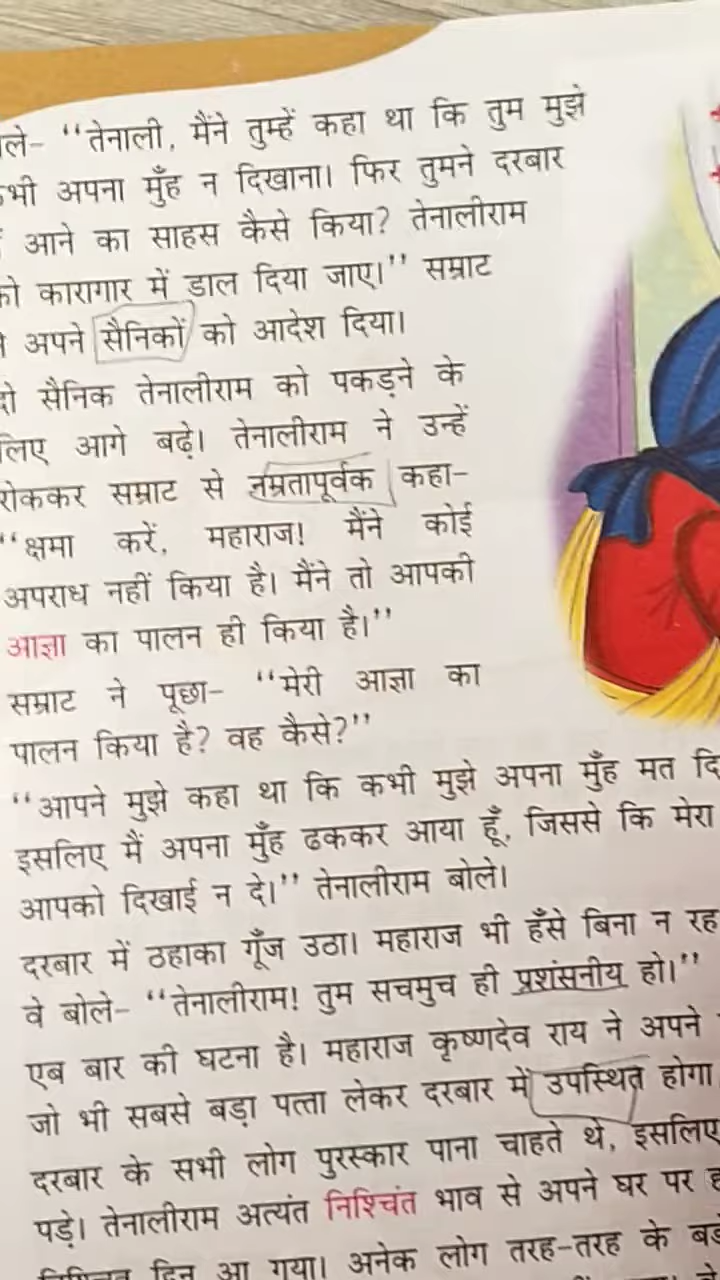 "तेनाली, मैंने तुम्हें कहा था कि तुम मुझे
अपना मुँह न दिखाना। फिर तुमने दरबार
आने का साहस कैसे किया? तेनालीराम
को कारागार में डाल दिया जाए।" सम्राट
अपने सैनिकों को आदेश दिया।
सैनिक तेनालीराम को पकड़ने के
लिए आगे बढ़े। तेनालीराम ने उन्हें
रोककर सम्राट से नम्रतापूर्वक कहा–
"क्षमा करें, महाराज! मैंने कोई
अपराध नहीं किया है। मैंने तो आपकी
आज्ञा का पालन ही किया है।"
सम्राट ने पूछा– "मेरी आज्ञा का
पालन किया है? वह कैसे?"
"आपने मुझे कहा था कि कभी मुझे अपना मुँह मत
इसलिए मैं अपना मुँह ढककर आया हूँ, जिससे कि मेरा
आपको दिखाई न दे।" तेनालीराम बोले।
दरबार में ठहाका गूँज उठा। महाराज भी हँसे बिना न रह
वे बोले– "तेनालीराम! तुम सचमुच ही प्रशंसनीय हो।"
एब बार की घटना है। महाराज कृष्णदेव राय ने अपने
जो भी सबसे बड़ा पत्ता लेकर दरबार में उपस्थित होगा
दरबार के सभी लोग पुरस्कार पाना चाहते थे, इसलिए
पड़े। तेनालीराम अत्यंत निश्चिंत भाव से अपने घर पर
दिन आ गया। अनेक लोग तरह-तरह के